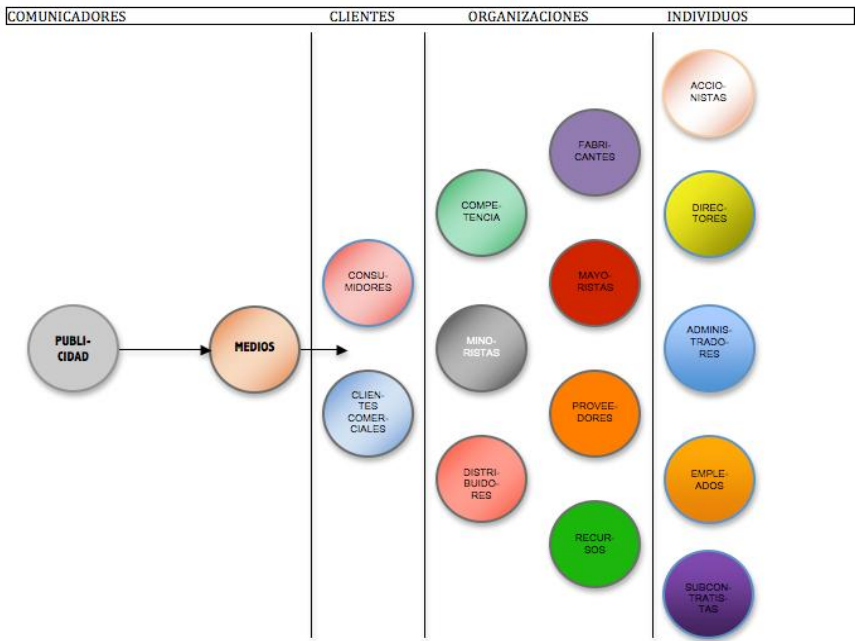 COMUNICADORES CLIENTES ORGANIZACIONES INDIVIDUOS
PUBLI-
CIDAD
MEDIOS
CONSU-
MIDORES
CLIEN-
TES
COMER-
CIALES
COMPE-
TENCIA
MINO-
RISTAS
DISTRI-
BUIDO-
RES
FABRI-
CANTES
MAYO-
RISTAS
PROVEE-
DORES
RECUR-
SOS
ACCIO-
NISTAS
DIREC-
TORES
ADMINIS-
TRADO-
RES
EMPLE-
ADOS
SUBCON-
TRATIS-
TAS